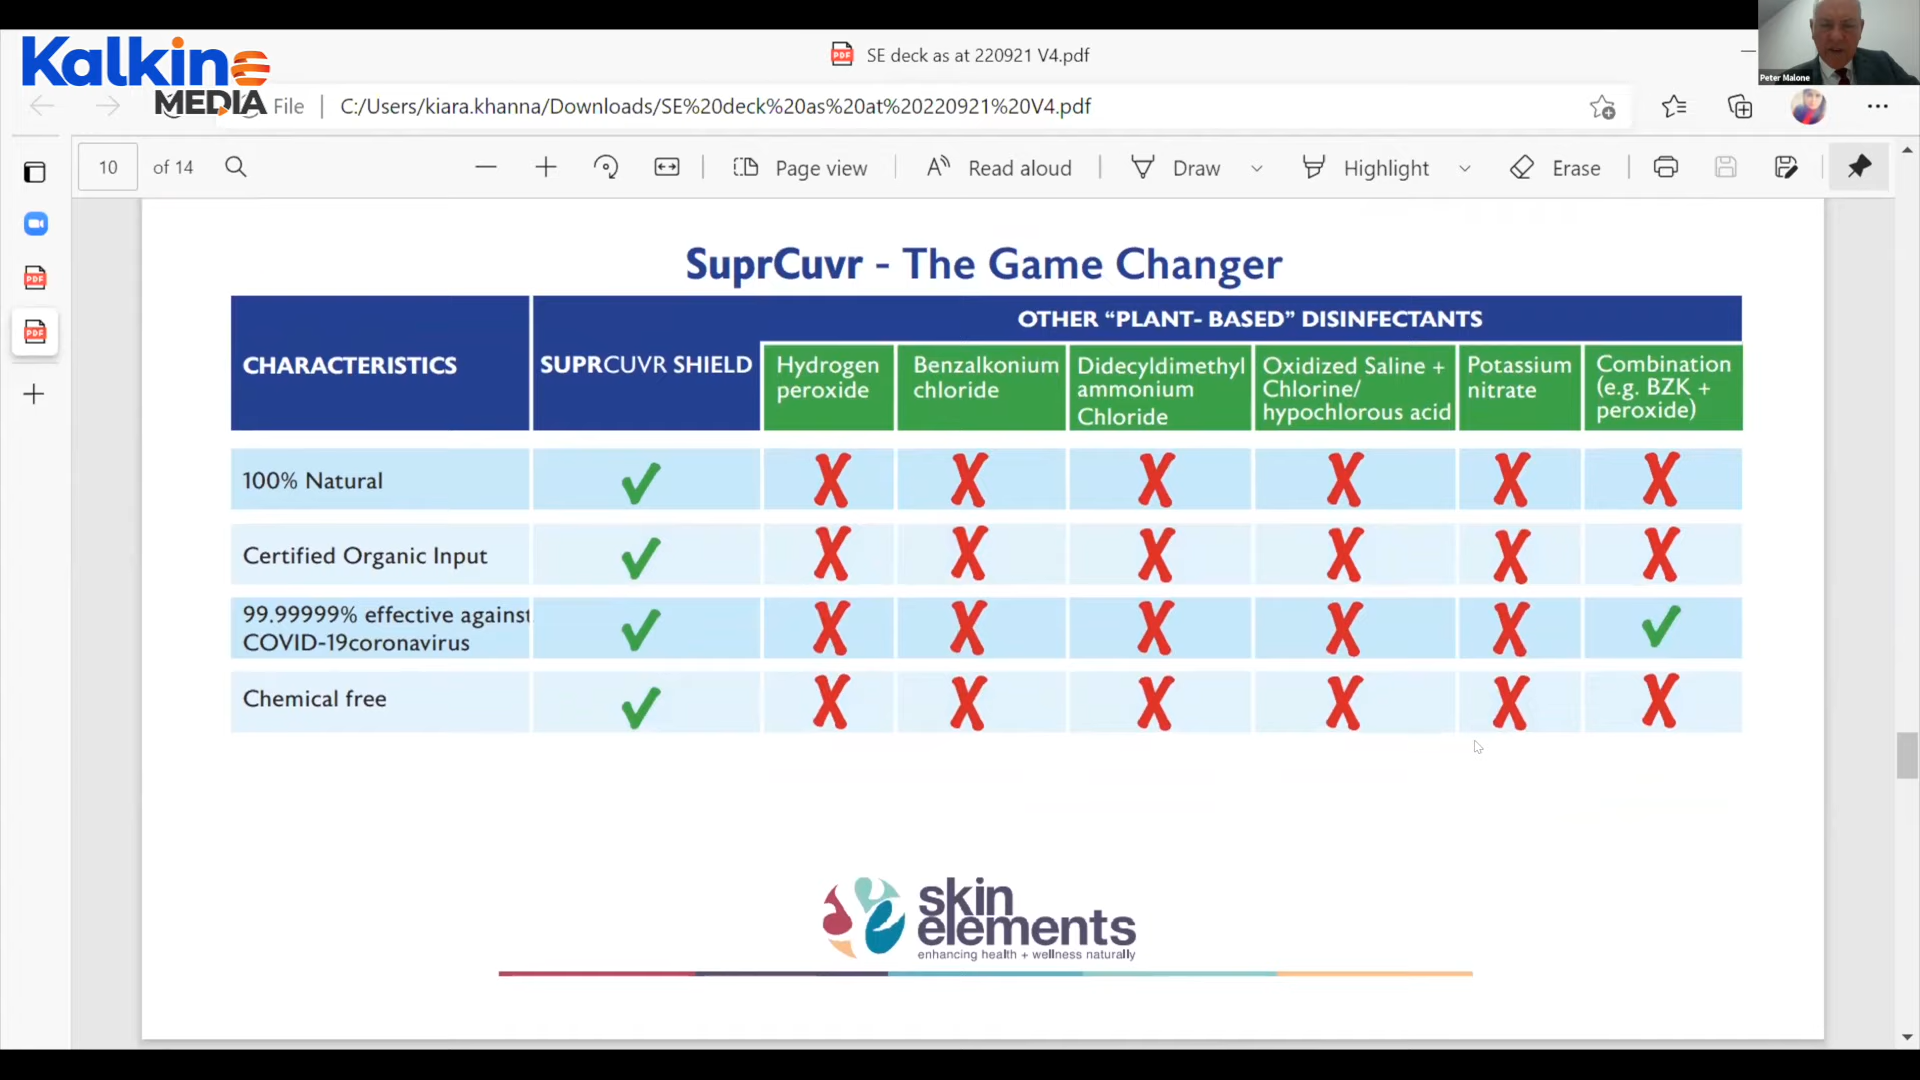 Kalkine
MEDIA
SE deck as at 220921 V4.pdf
Peter Malone
File
C:/Users/kiara.khanna/Downloads/SE%20deck%20as%20at%20220921%20V4.pdf
10 of 14
Page view
Read aloud
Draw
Highlight
Erase
SuprCuvr - The Game Changer
CHARACTERISTICS
SUPRCUVR SHIELD
OTHER “PLANT- BASED” DISINFECTANTS
Hydrogen
peroxide
Benzalkonium
chloride
Didecyldimethyl
ammonium
Chloride
Oxidized Saline +
Chlorine/
hypochlorous acid
Potassium
nitrate
Combination
(e.g. BZK +
peroxide)
100% Natural
Certified Organic Input
99.99999% effective against
COVID-19coronavirus
Chemical free
skin
elements
enhancing health + wellness naturally